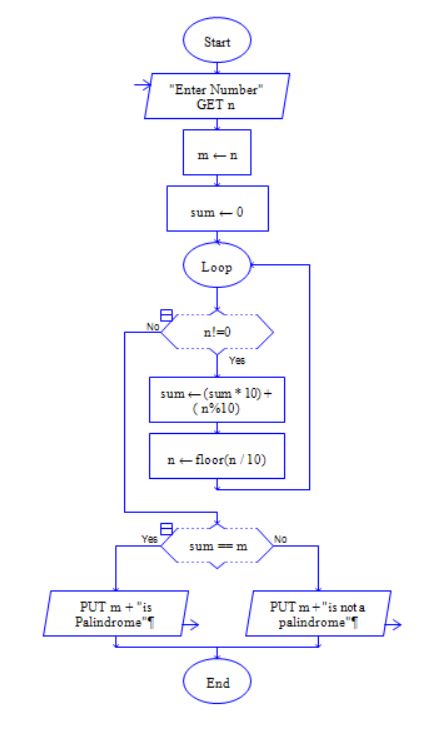 Start
"Enter Number"
GET n
m ← n
sum ← 0
Loop
No
n!=0
Yes
sum ← (sum * 10) +
( n%10)
n ← floor(n / 10)
Yes
sum == m
No
PUT m + "is
Palindrome"¶
PUT m + "is not a
palindrome"¶
End